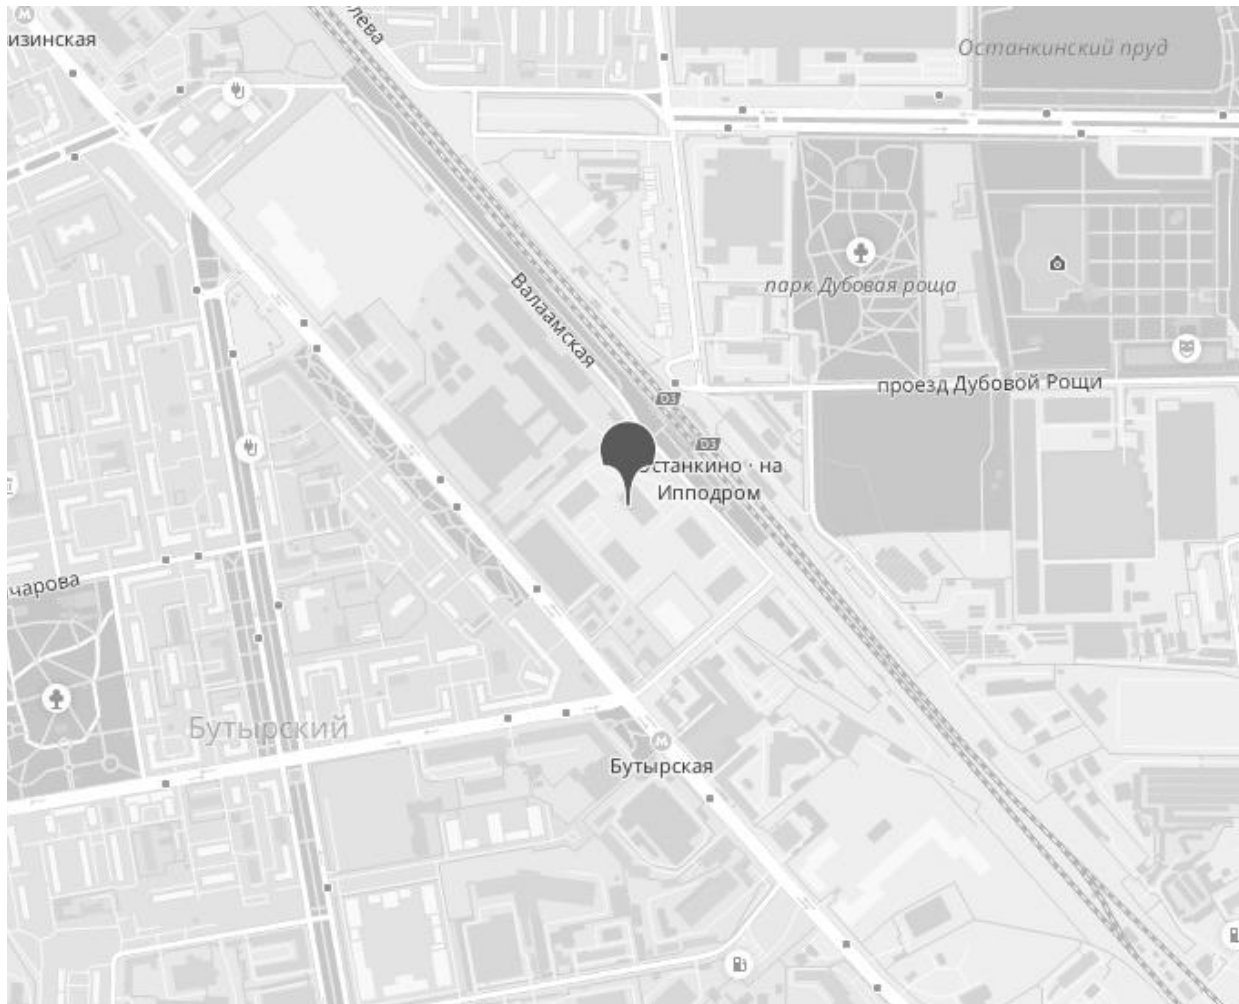 М
лева
изинская
Останкинский пруд
Валаамская
парк Дубовая роща
проезд Дубовой Рощи
D3
D3
Останкино · на
Ипподром
чарова
Бутырский
М
Бутырская